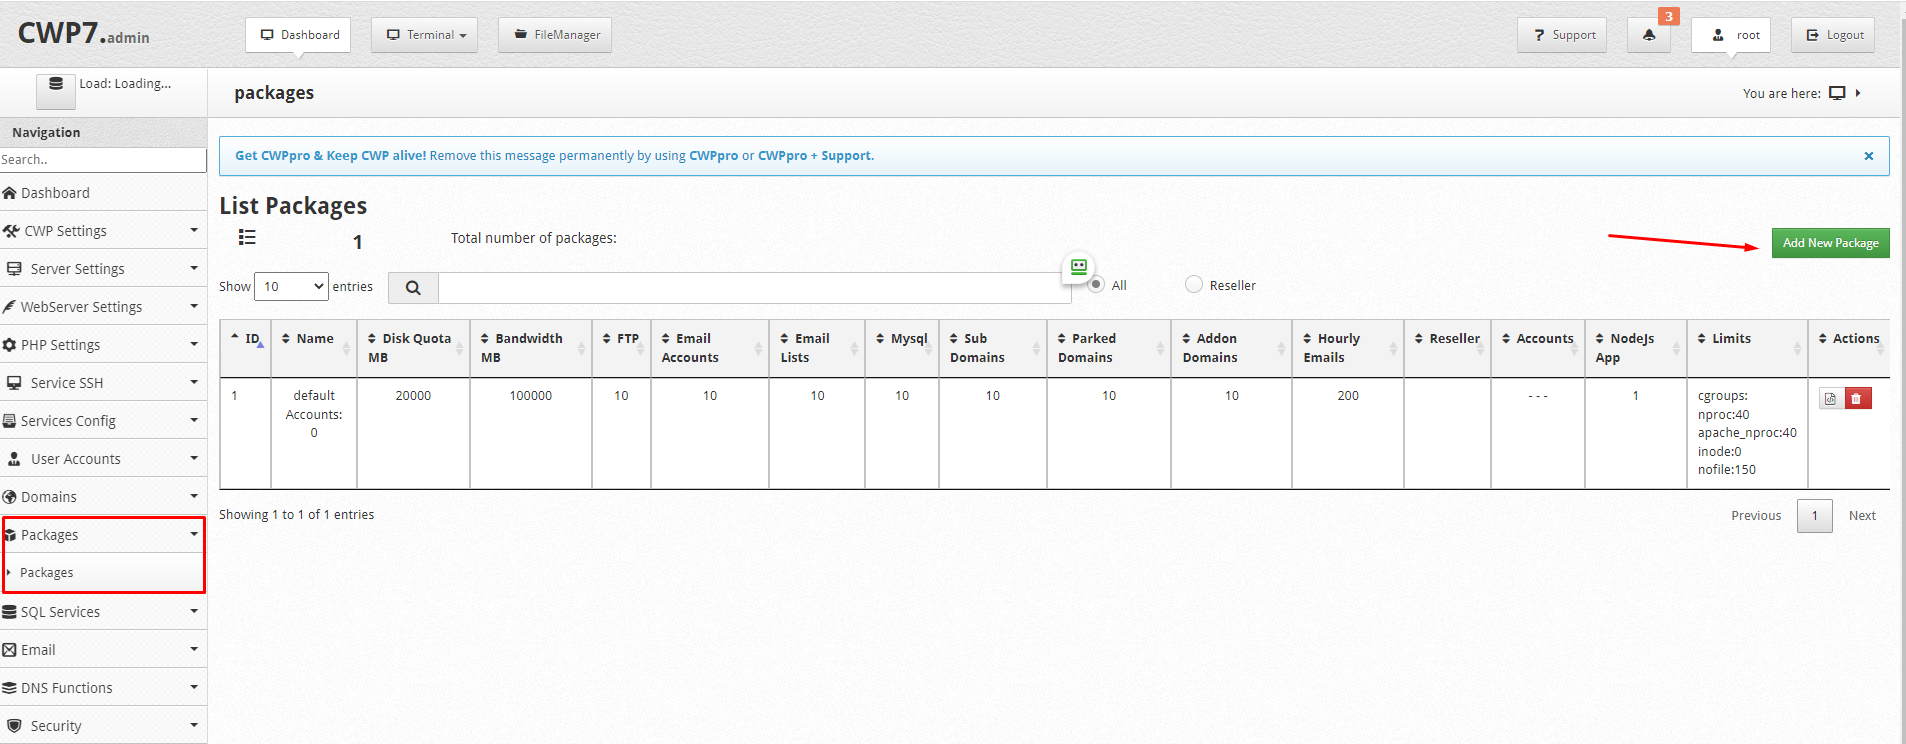 CWP7.admin
Dashboard
Terminal
FileManager
Support
3
root
Logout
Load: Loading...
packages
You are here:
Navigation
Search..
Get CWPpro & Keep CWP alive! Remove this message permanently by using CWPpro or CWPpro + Support.
×
Dashboard
CWP Settings
Server Settings
WebServer Settings
PHP Settings
Service SSH
Services Config
User Accounts
Domains
Packages
Packages
SQL Services
Email
DNS Functions
Security
List Packages
1
Total number of packages:
Add New Package
Show 10 entries
All
Reseller
ID
Name
Disk Quota
MB
Bandwidth
MB
FTP
Email
Accounts
Email
Lists
Mysql
Sub
Domains
Parked
Domains
Addon
Domains
Hourly
Emails
Reseller
Accounts
NodeJs
App
Limits
Actions
1
default
Accounts:
0
20000
100000
10
10
10
10
10
10
10
200
- - -
1
cgroups:
nproc:40
apache_nproc:40
inode:0
nofile:150
Showing 1 to 1 of 1 entries
Previous
1
Next